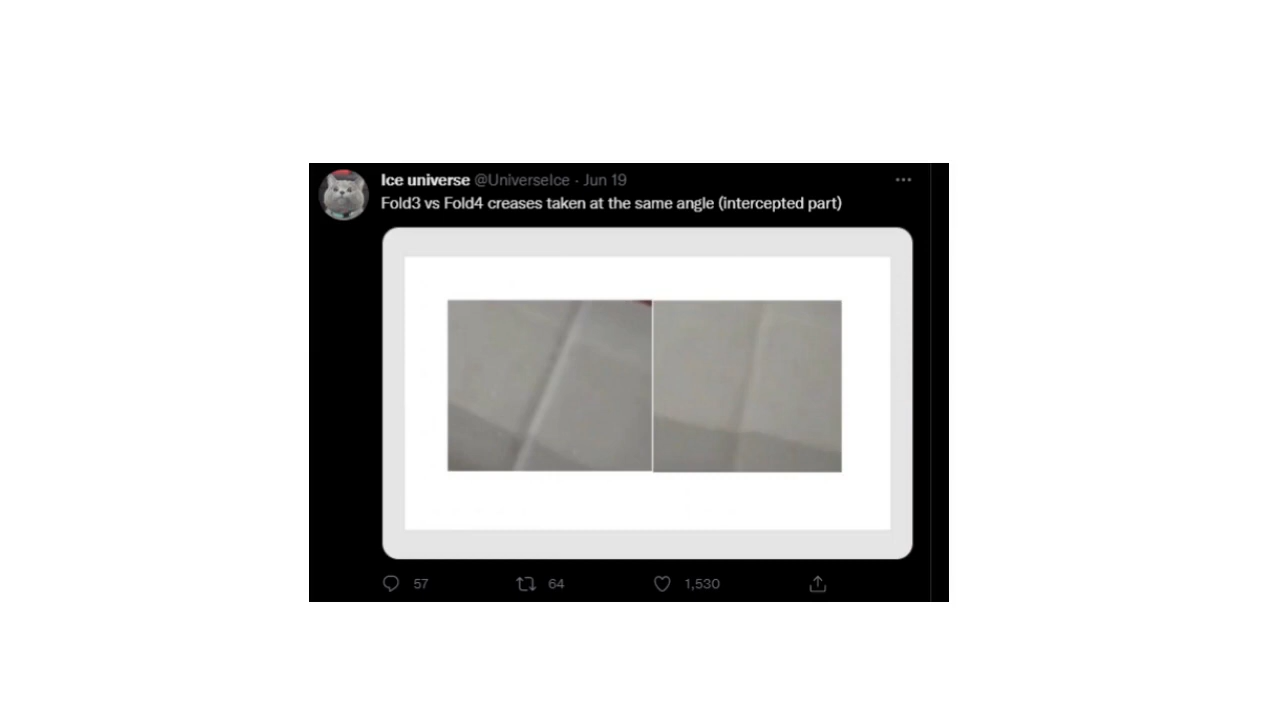 Ice universe @UniverseIce · Jun 19
Fold3 vs Fold4 creases taken at the same angle (intercepted part)
57 64 1,530